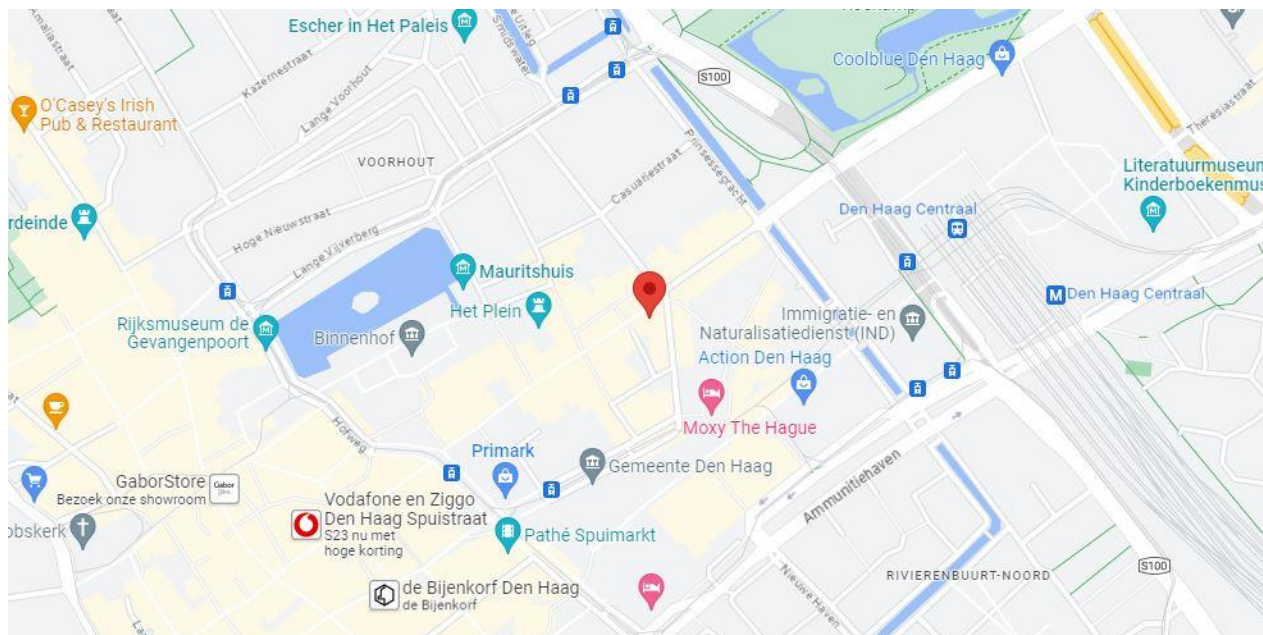 Escher in Het Paleis
Smidswater
Amaliastraat
Kazernestraat
Lange Voorhout
S100
Coolblue Den Haag
O'Casey's Irish
Pub & Restaurant
VOORHOUT
Casuariestraat
Prinsessegracht
Theresiastraat
Literatuurmuseum
Kinderboekenmus
Den Haag Centraal
rdeinde
Hoge Nieuwstraat
Lange Vijverberg
Mauritshuis
Het Plein
M Den Haag Centraal
Rijksmuseum de
Gevangenpoort
Binnenhof
Immigratie- en
Naturalisatiedienst (IND)
Action Den Haag
Hofweg
Moxy The Hague
Primark
Gemeente Den Haag
GaborStore
Gabor
Bezoek onze showroom
Ammunitiehaven
Vodafone en Ziggo
Den Haag Spuistraat
S23 nu met
hoge korting
obskerk
Pathé Spuimarkt
S100
Nieuwe Haven
RIVIERENBUURT-NOORD
de Bijenkorf Den Haag
de Bijenkorf